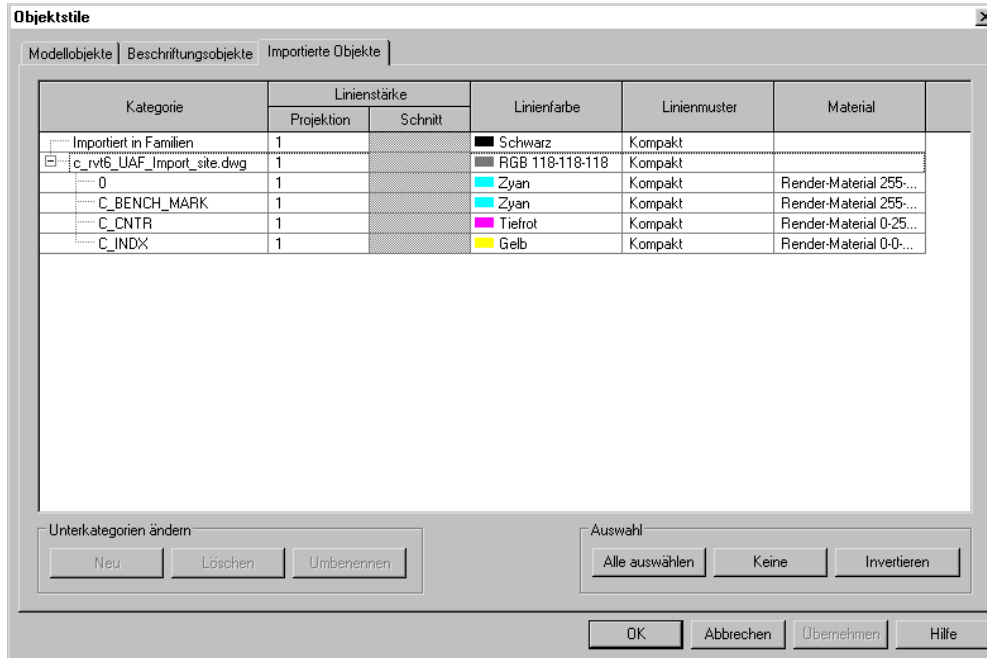 Objektstile
Modellobjekte Beschriftungsobjekte Importierte Objekte
Kategorie Linienstärke Linienfarbe Linienmuster Material
Projektion Schnitt
Importiert in Familien 1 Schwarz Kompakt
c_rvt6_UAF_Import_site.dwg 1 RGB 118-118-118 Kompakt
0 1 Zyan Kompakt Render-Material 255-...
C_BENCH_MARK 1 Zyan Kompakt Render-Material 255-...
C_CNTR 1 Tiefrot Kompakt Render-Material 0-25...
C_INDX 1 Gelb Kompakt Render-Material 0-0-...
Unterkategorien ändern Auswahl
Neu Löschen Umbenennen Alle auswählen Keine Invertieren
OK Abbrechen Übernehmen Hilfe